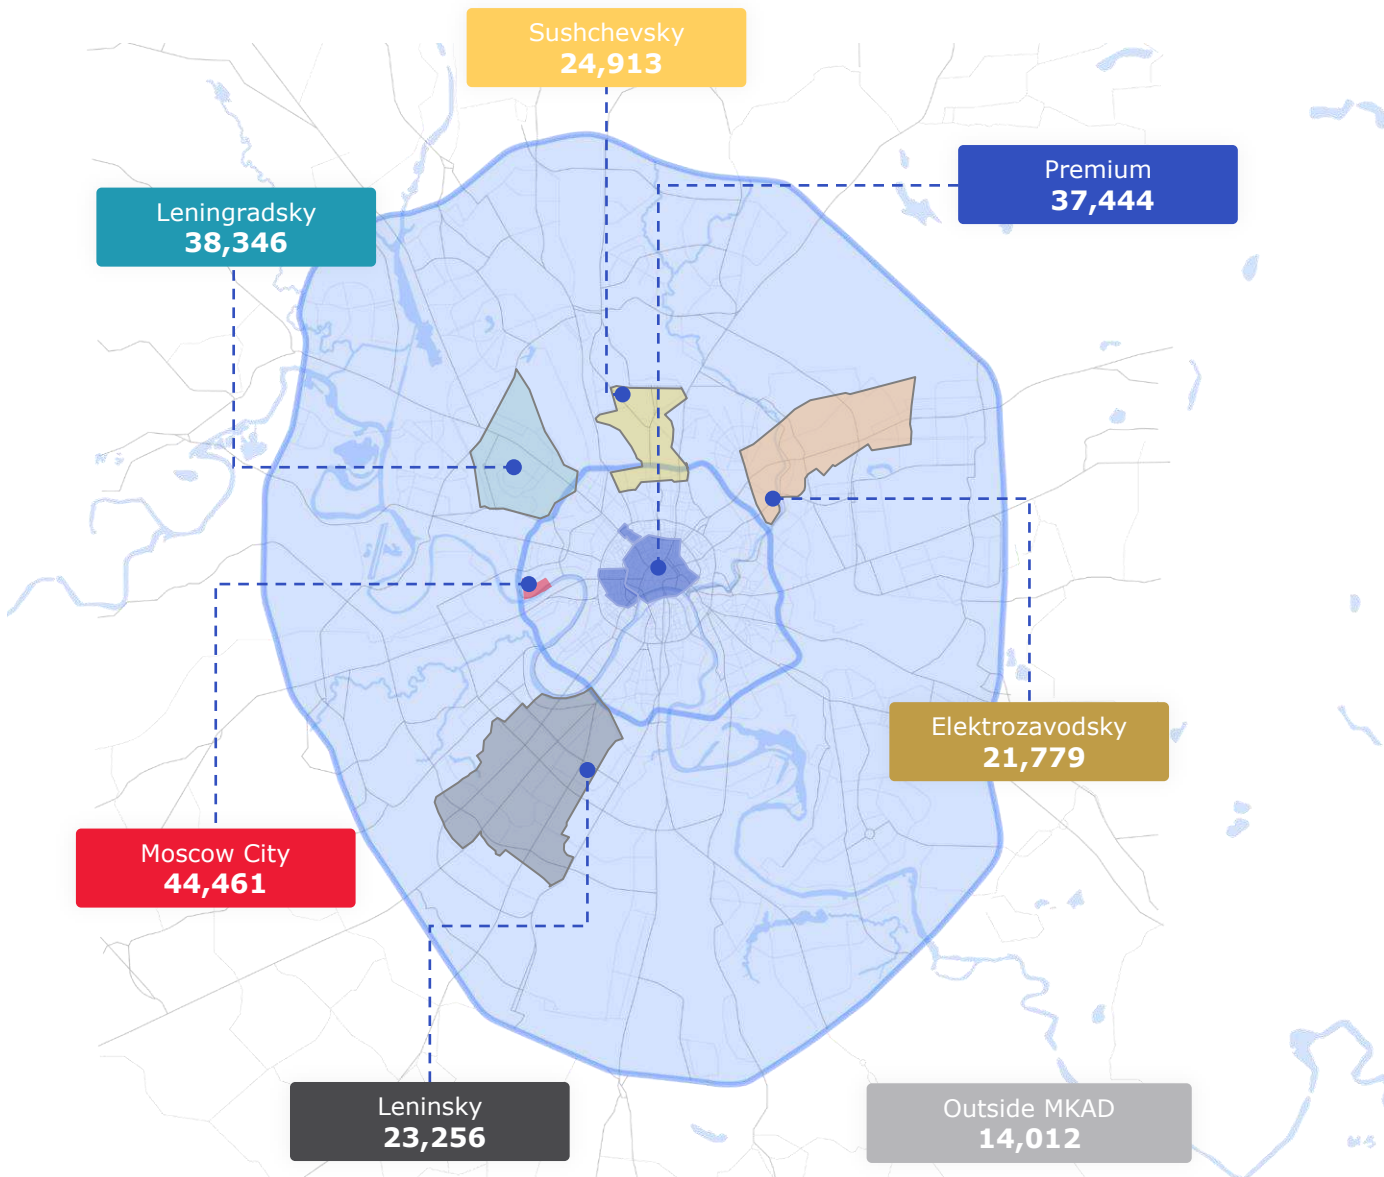 Sushchevsky
24,913
Premium
37,444
Leningradsky
38,346
Elektrozavodsky
21,779
Moscow City
44,461
Leninsky
23,256
Outside MKAD
14,012